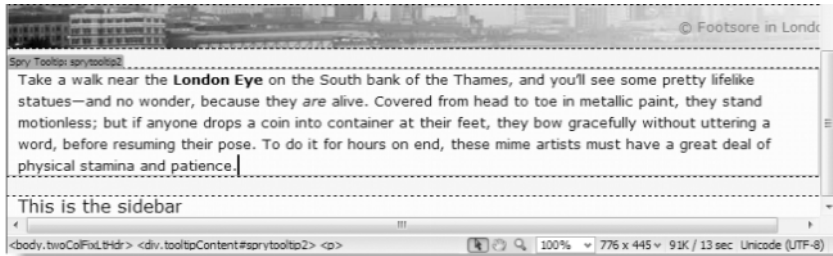 © Footsore in Londo
Spry Tooltip: sprytooltip2
Take a walk near the London Eye on the South bank of the Thames, and you'll see some pretty lifelike
statues—and no wonder, because they are alive. Covered from head to toe in metallic paint, they stand
motionless; but if anyone drops a coin into container at their feet, they bow gracefully without uttering a
word, before resuming their pose. To do it for hours on end, these mime artists must have a great deal of
physical stamina and patience.
This is the sidebar
<body.twoColFixLtHdr> <div.tooltipContent#sprytooltip2> <p> 100% 776 x 445 91K / 13 sec Unicode (UTF-8)